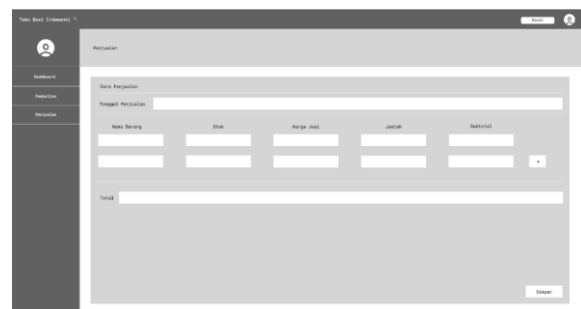 Toko Besi Irdamanti
Kasir
Penjualan
Dashboard
Pembelian
Penjualan
Data Penjualan
Tanggal Penjualan
Nama Barang Stok Harga Jual Jumlah Subtotal
+
Total
Simpan